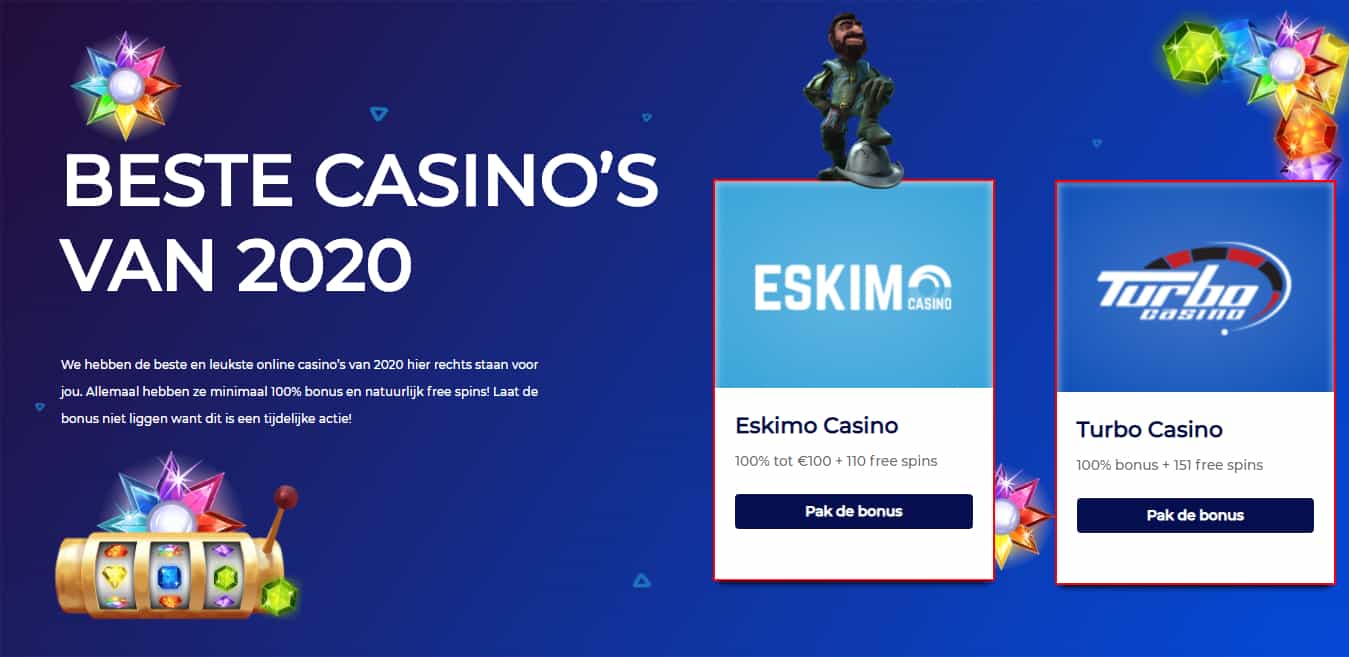 BESTE CASINO’S
VAN 2020
We hebben de beste en leukste online casino’s van 2020 hier rechts staan voor
jou. Allemaal hebben ze minimaal 100% bonus en natuurlijk free spins! Laat de
bonus niet liggen want dit is een tijdelijke actie!
ESKIMO
CASINO
Eskimo Casino
100% tot €100 + 110 free spins
Pak de bonus
Turbo
casino
Turbo Casino
100% bonus + 151 free spins
Pak de bonus